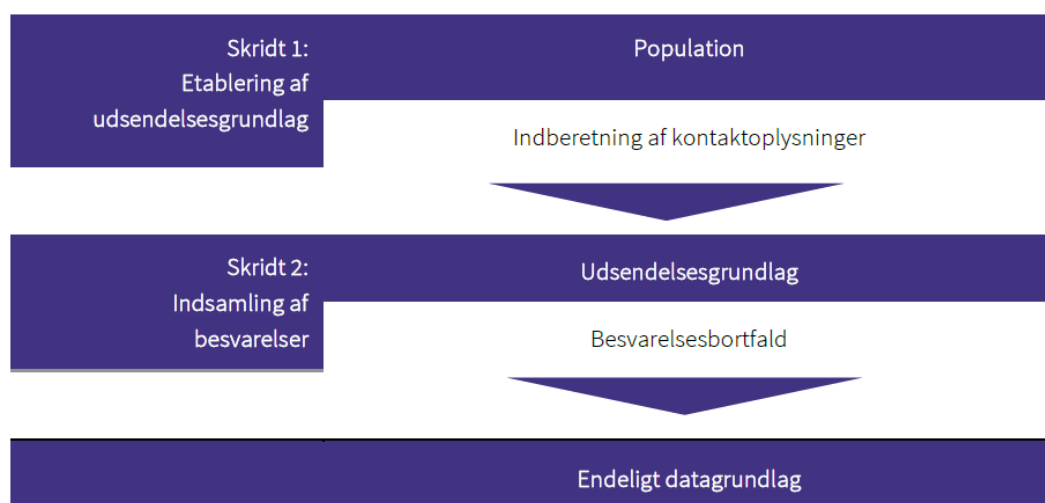 Skridt 1:
Etablering af
udsendelsesgrundlag
Population
Indberetning af kontaktoplysninger
Skridt 2:
Indsamling af
besvarelser
Udsendelsesgrundlag
Besvarelsesbortfald
Endeligt datagrundlag